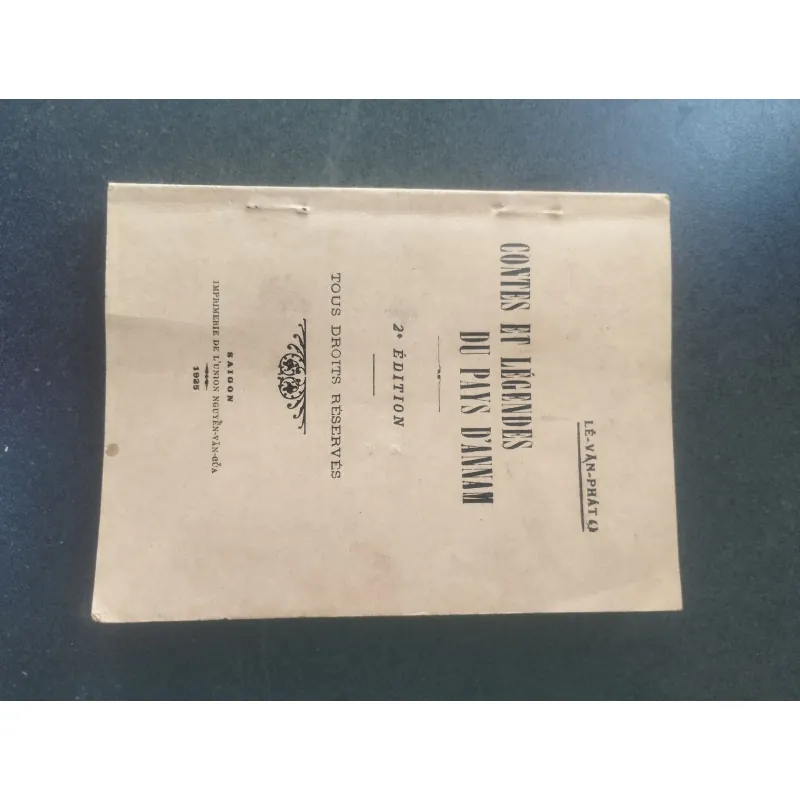 LÊ-VĂN-PHÁT
CONTES ET LÉGENDES
DU PAYS D'ANNAM
2e ÉDITION
TOUS DROITS RÉSERVÉS
SAIGON
IMPRIMERIE DE L'UNION NGUYỄN-VĂN-CỦA
1925